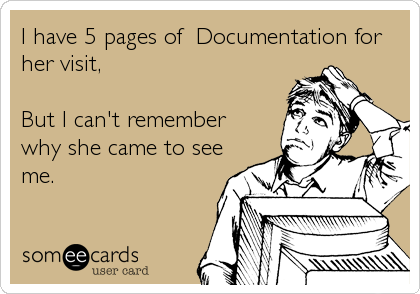 I have 5 pages of  Documentation for
her visit,
But I can't remember
why she came to see
me.
someecards
user card